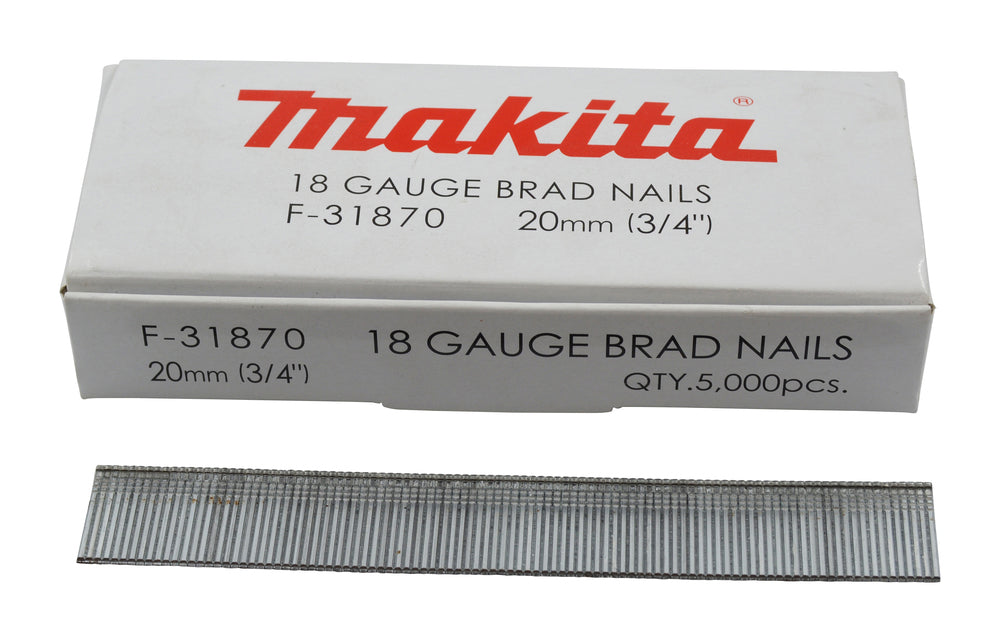 makita®
18 GAUGE BRAD NAILS
F-31870 20mm (3/4")
F-31870 18 GAUGE BRAD NAILS
20mm (3/4") QTY.5,000pcs.